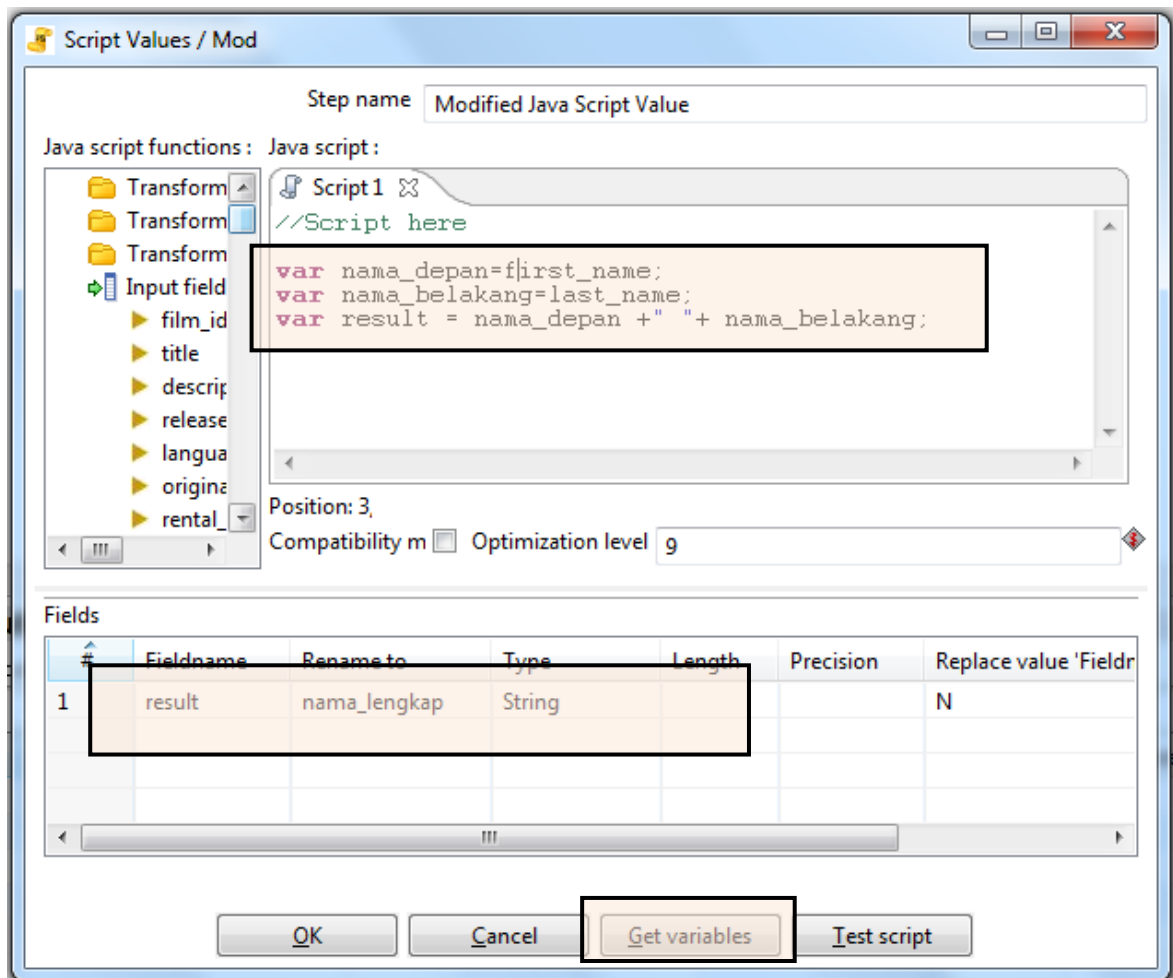 Script Values / Mod
Step name Modified Java Script Value
Java script functions : Java script :
Transform
Transform
Transform
Input field
film_id
title
descrip
release
langua
origina
rental_
Script 1
//Script here
var nama_depan=first_name;
var nama_belakang=last_name;
var result = nama_depan +" "+ nama_belakang;
Position: 3,
Compatibility m Optimization level 9
Fields
# Fieldname Rename to Type Length Precision Replace value 'Fieldn
1 result nama_lengkap String N
OK Cancel Get variables Test script